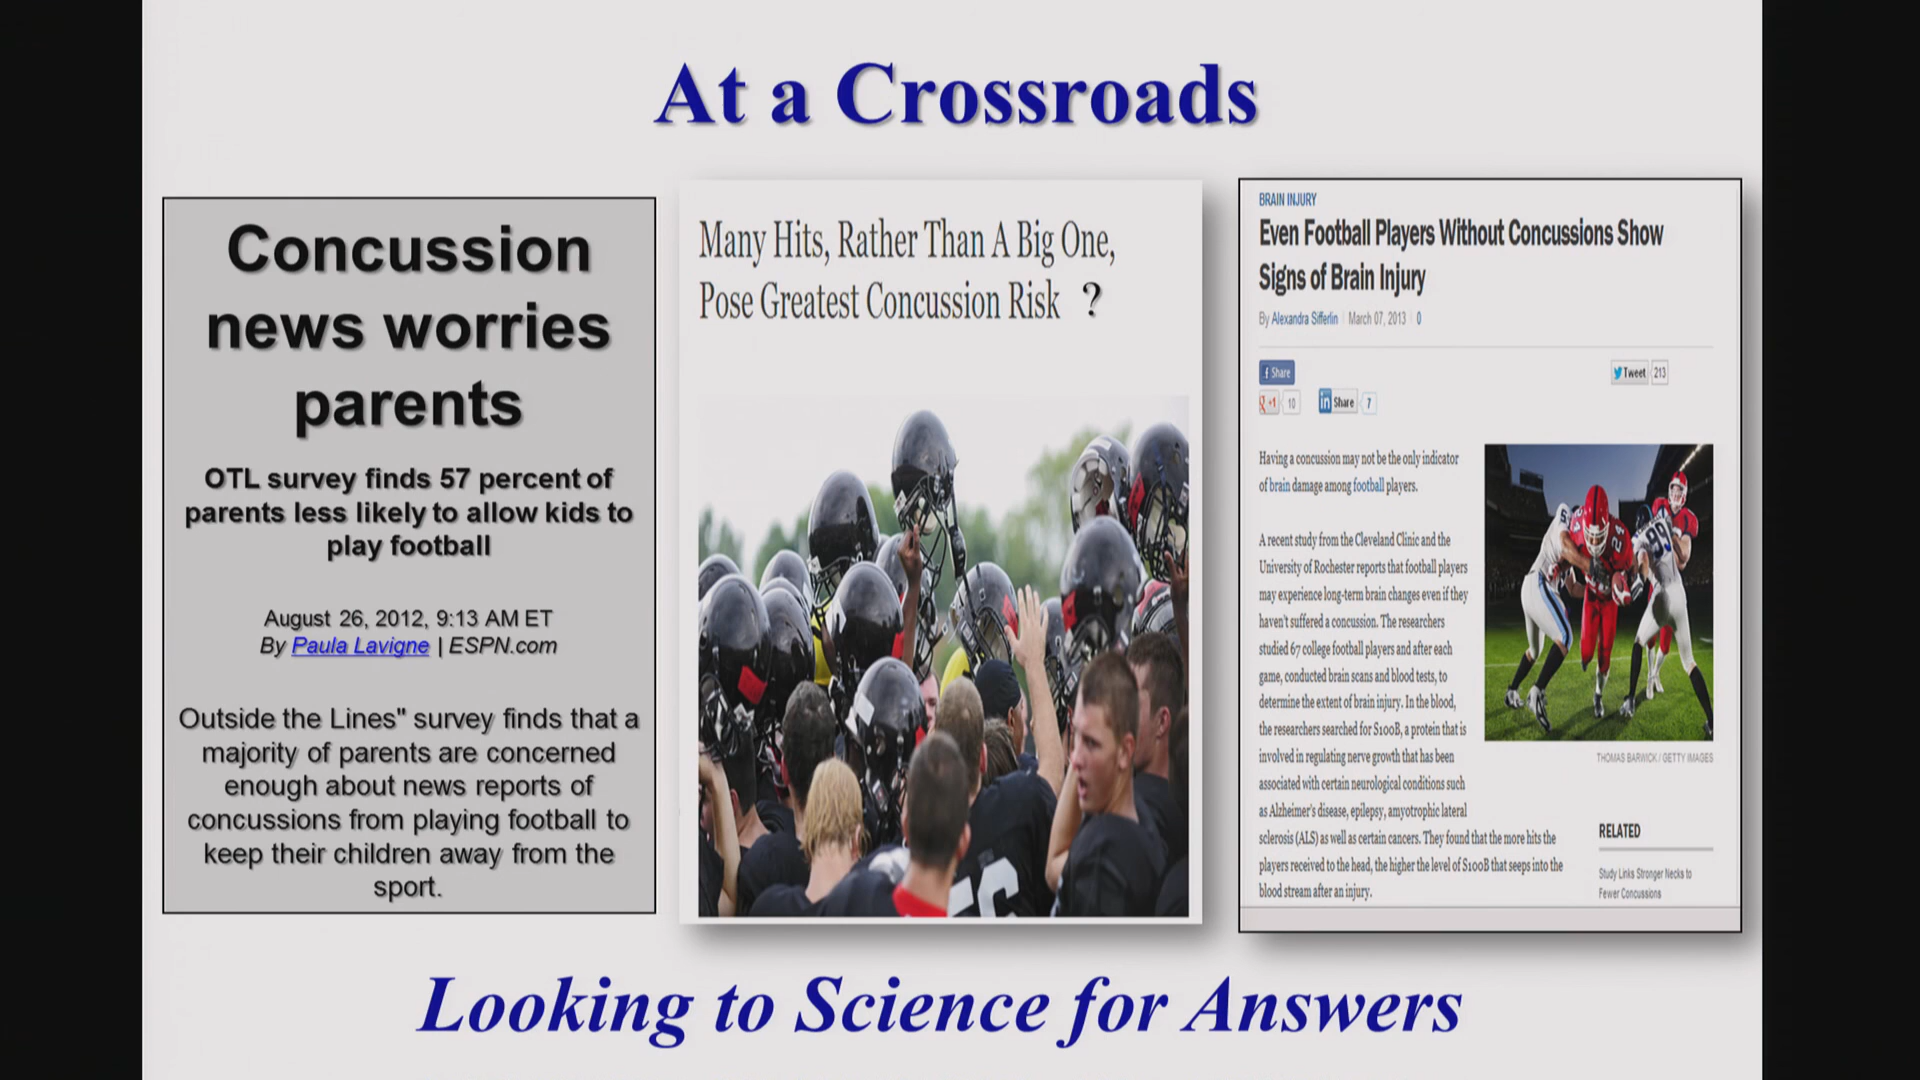 At a Crossroads
Concussion
news worries
parents
OTL survey finds 57 percent of
parents less likely to allow kids to
play football
August 26, 2012, 9:13 AM ET
By Paula Lavigne | ESPN.com
Outside the Lines" survey finds that a
majority of parents are concerned
enough about news reports of
concussions from playing football to
keep their children away from the
sport.
Many Hits, Rather Than A Big One,
Pose Greatest Concussion Risk ?
BRAIN INJURY
Even Football Players Without Concussions Show
Signs of Brain Injury
By Alexandra Sifferlin | March 07, 2013 | 0
f Share
Tweet 213
g +1 10
in Share 7
Having a concussion may not be the only indicator
of brain damage among football players.
A recent study from the Cleveland Clinic and the
University of Rochester reports that football players
may experience long-term brain changes even if they
haven't suffered a concussion. The researchers
studied 67 college football players and after each
game, conducted brain scans and blood tests, to
determine the extent of brain injury. In the blood,
the researchers searched for S100B, a protein that is
involved in regulating nerve growth that has been
associated with certain neurological conditions such
as Alzheimer's disease, epilepsy, amyotrophic lateral
sclerosis (ALS) as well as certain cancers. They found that the more hits the
players received to the head, the higher the level of S100B that seeps into the
blood stream after an injury.
24
99
THOMAS BARWICK / GETTY IMAGES
RELATED
Study Links Stronger Necks to
Fewer Concussions
Looking to Science for Answers